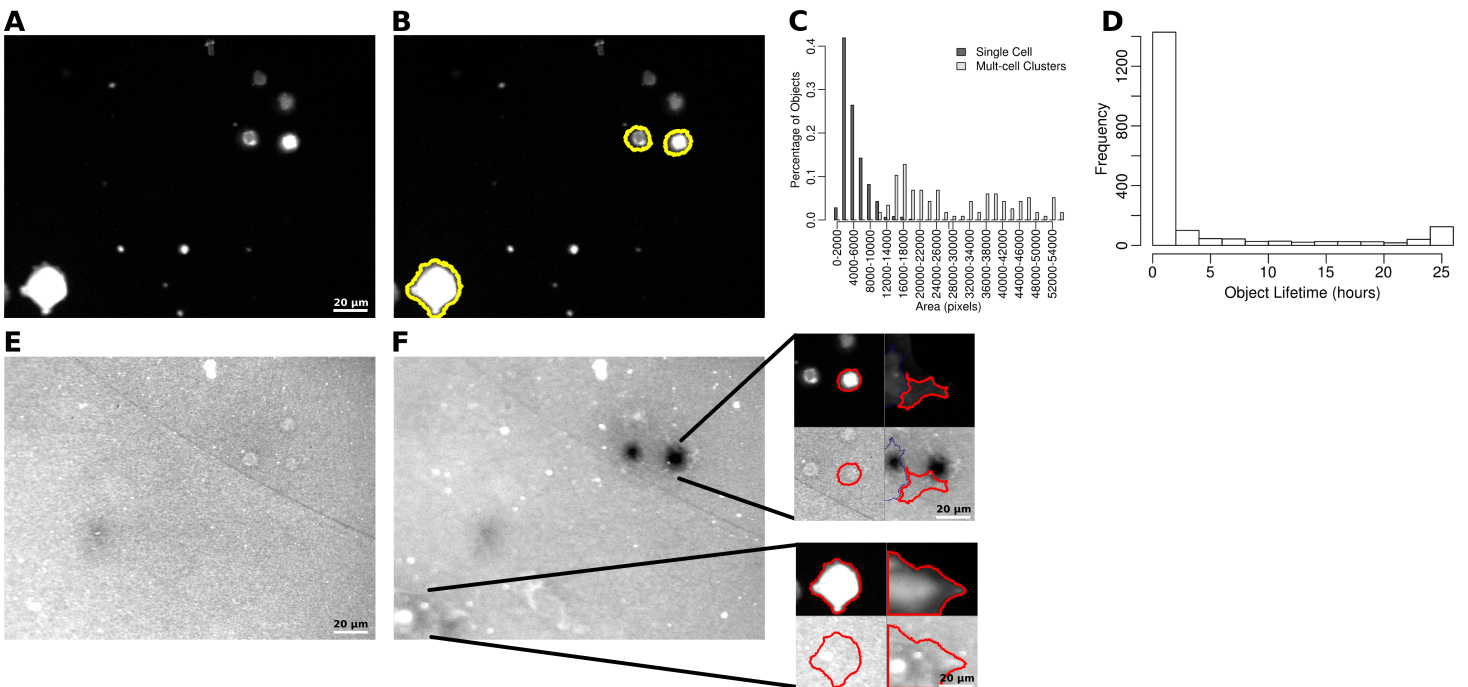 A
20 µm
B
C
Percentage of Objects
0.0
0.1
0.2
0.3
0.4
Single Cell
Mult-cell Clusters
0-2000
4000-6000
8000-10000
12000-14000
16000-18000
20000-22000
24000-26000
28000-30000
32000-34000
36000-38000
40000-42000
44000-46000
48000-50000
52000-54000
Area (pixels)
D
Frequency
0
400
800
1200
0 5 10 15 20 25
Object Lifetime (hours)
E
20 µm
F
20 µm
20 µm